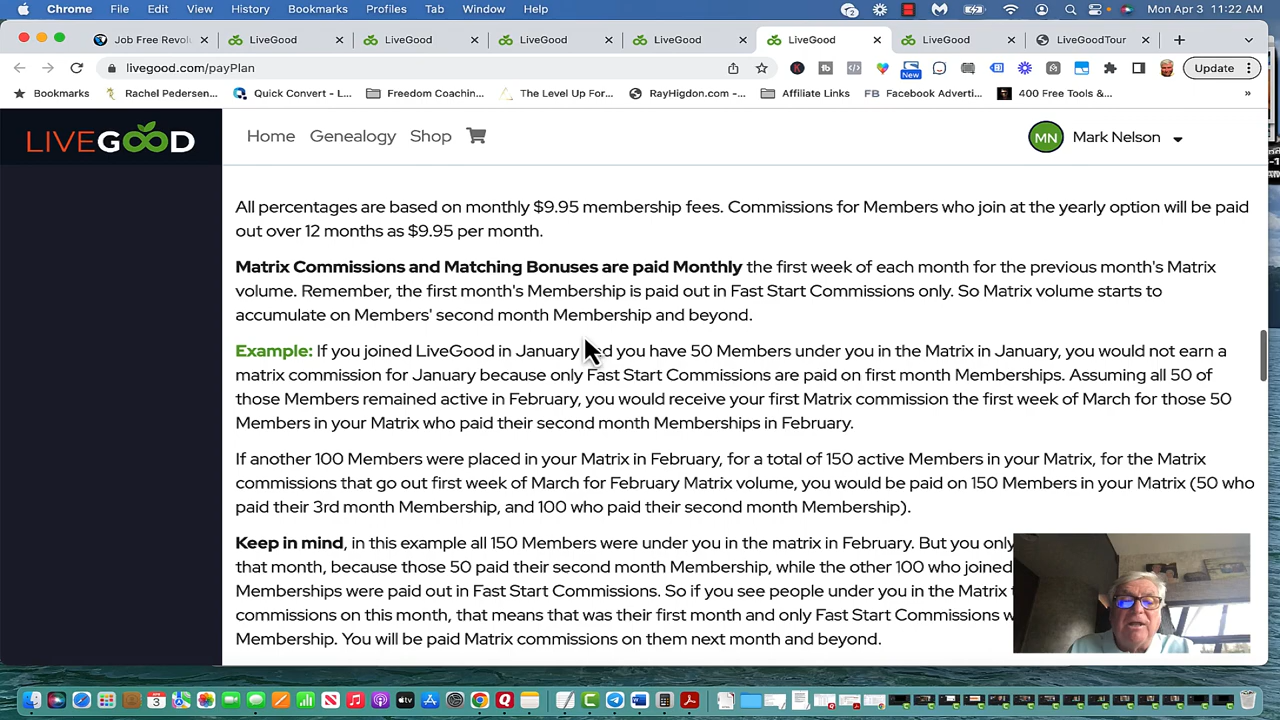 Chrome File Edit View History Bookmarks Profiles Tab Window Help
2 Mon Apr 3 11:22 AM
Job Free Revolu LiveGood LiveGood LiveGood LiveGood LiveGood LiveGood LiveGoodTour
livegood.com/payPlan New Update
Bookmarks Rachel Pedersen... Quick Convert - L... Freedom Coachin... The Level Up For... RayHigdon.com -... Affiliate Links FB Facebook Adverti... 400 Free Tools &...
LIVEGOOD Home Genealogy Shop MN Mark Nelson
All percentages are based on monthly $9.95 membership fees. Commissions for Members who join at the yearly option will be paid
out over 12 months as $9.95 per month.
Matrix Commissions and Matching Bonuses are paid Monthly the first week of each month for the previous month's Matrix
volume. Remember, the first month's Membership is paid out in Fast Start Commissions only. So Matrix volume starts to
accumulate on Members' second month Membership and beyond.
Example: If you joined LiveGood in January you have 50 Members under you in the Matrix in January, you would not earn a
matrix commission for January because only Fast Start Commissions are paid on first month Memberships. Assuming all 50 of
those Members remained active in February, you would receive your first Matrix commission the first week of March for those 50
Members in your Matrix who paid their second month Memberships in February.
If another 100 Members were placed in your Matrix in February, for a total of 150 active Members in your Matrix, for the Matrix
commissions that go out first week of March for February Matrix volume, you would be paid on 150 Members in your Matrix (50 who
paid their 3rd month Membership, and 100 who paid their second month Membership).
Keep in mind, in this example all 150 Members were under you in the matrix in February. But you only
that month, because those 50 paid their second month Membership, while the other 100 who joined
Memberships were paid out in Fast Start Commissions. So if you see people under you in the Matrix
commissions on this month, that means that was their first month and only Fast Start Commissions
Membership. You will be paid Matrix commissions on them next month and beyond.